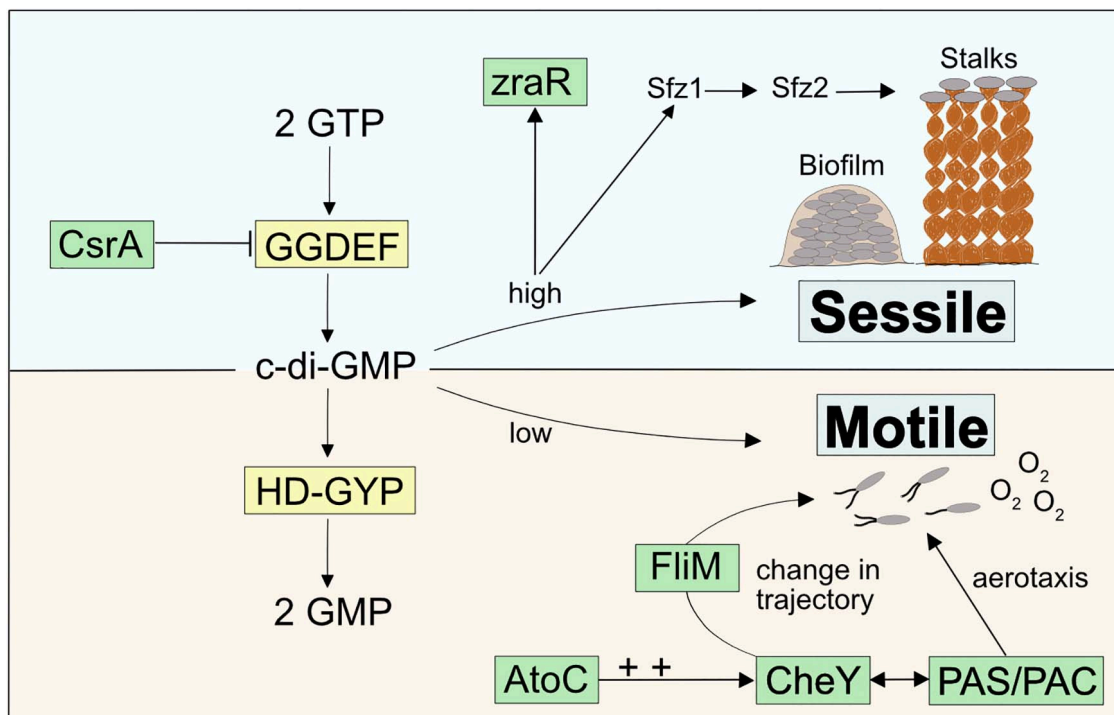 Stalks
zraR
Sfz1
Sfz2
2 GTP
Biofilm
CsrA
GGDEF
high
Sessile
c-di-GMP
Motile
low
O2
O2
O2
HD-GYP
FliM
change in
trajectory
aerotaxis
2 GMP
AtoC
+ +
CheY
PAS/PAC